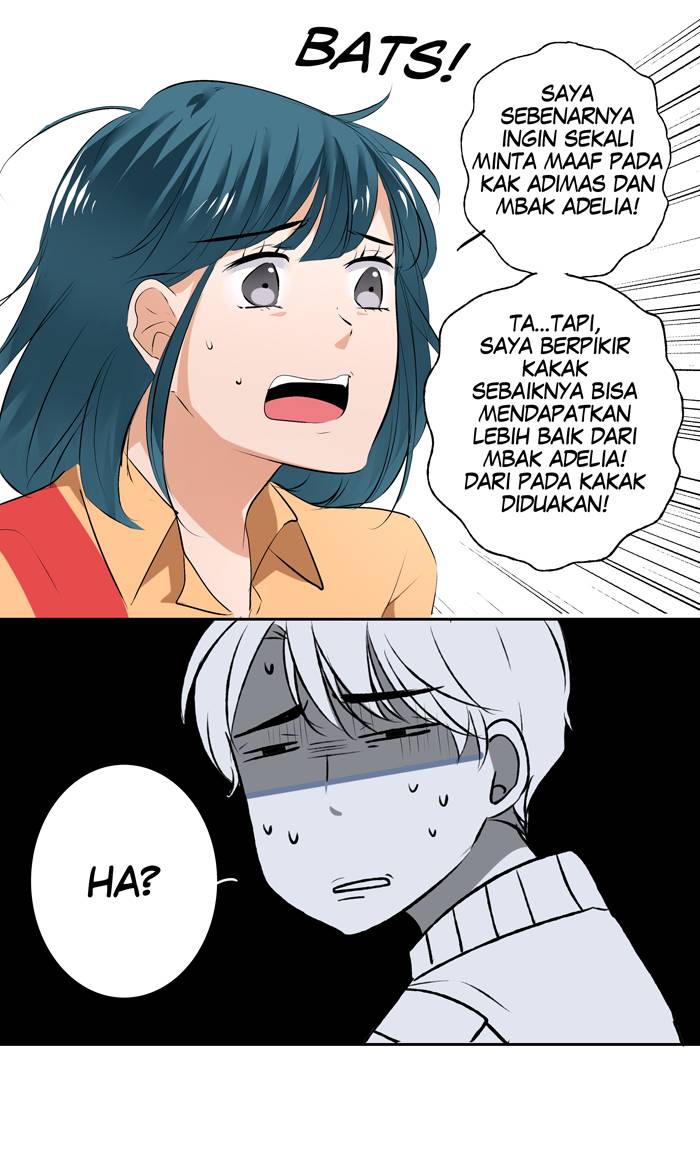 BATS!
SAYA
SEBENARNYA
INGIN SEKALI
MINTA MAAF PADA
KAK ADIMAS DAN
MBAK ADELIA!
TA...TAPI,
SAYA BERPIKIR
KAKAK
SEBAIKNYA BISA
MENDAPATKAN
LEBIH BAIK DARI
MBAK ADELIA!
DARI PADA KAKAK
DIDUAKAN!
HA?